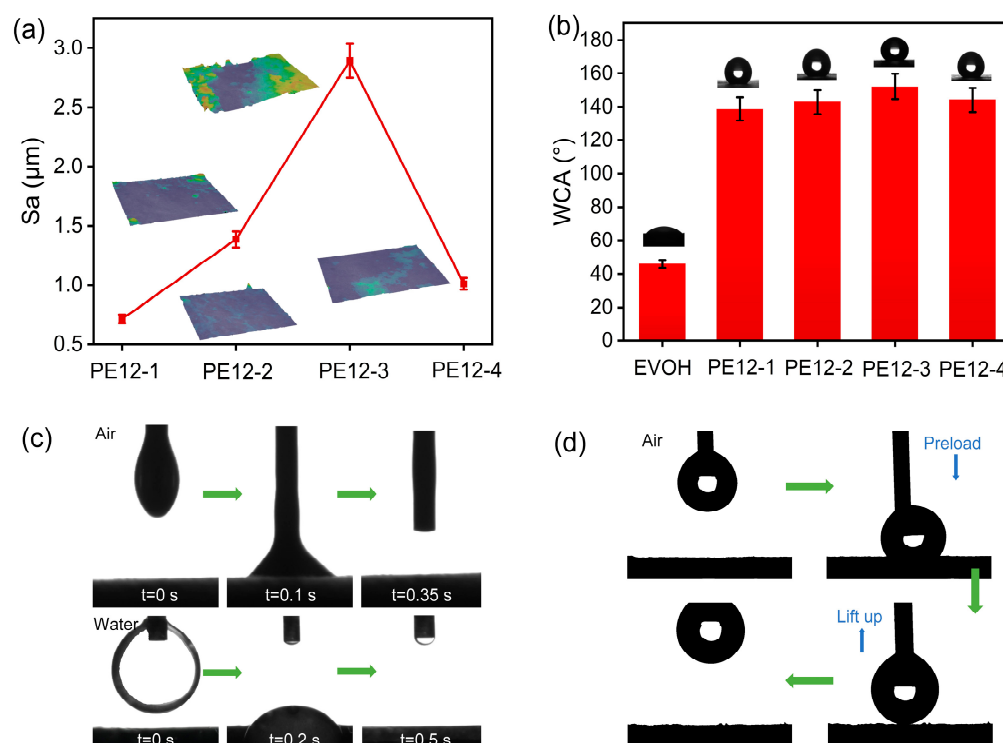 (a)
Sa (μm)
3.0
2.5
2.0
1.5
1.0
0.5
PE12-1
PE12-2
PE12-3
PE12-4
(b)
WCA (°)
180
160
140
120
100
80
60
40
20
0
EVOH
PE12-1
PE12-2
PE12-3
PE12-4
(c)
Air
t=0 s
t=0.1 s
t=0.35 s
Water
t=0 s
t=0.2 s
t=0.5 s
(d)
Air
Preload
Lift up